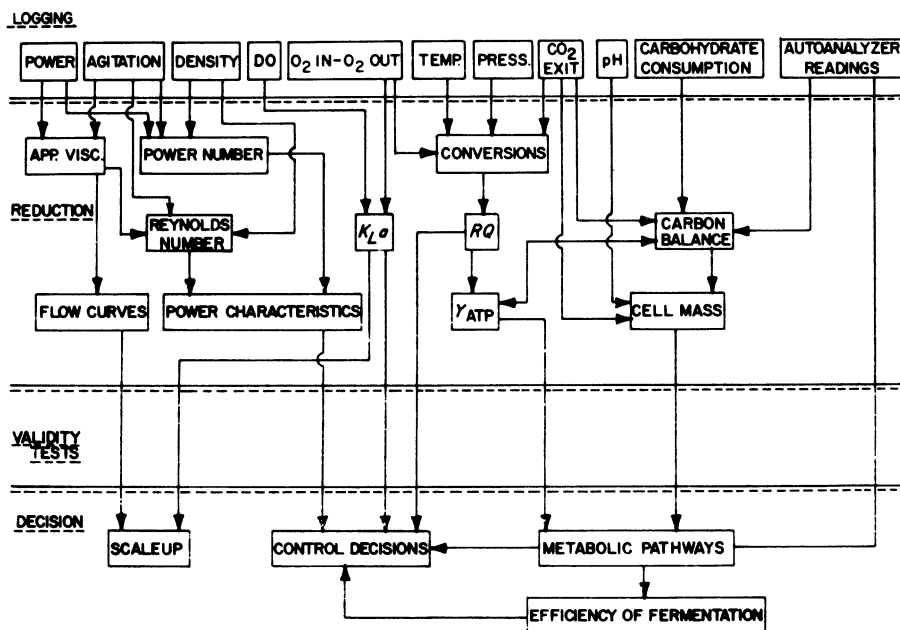 LOGGING
POWER
AGITATION
DENSITY
DO
O2 IN-O2 OUT
TEMP.
PRESS.
CO2
EXIT
pH
CARBOHYDRATE
CONSUMPTION
AUTOANALYZER
READINGS
APP. VISC.
POWER NUMBER
CONVERSIONS
REDUCTION
REYNOLDS
NUMBER
KLa
RQ
CARBON
BALANCE
FLOW CURVES
POWER CHARACTERISTICS
YATP
CELL MASS
VALIDITY
TESTS
DECISION
SCALEUP
CONTROL DECISIONS
METABOLIC PATHWAYS
EFFICIENCY OF FERMENTATION